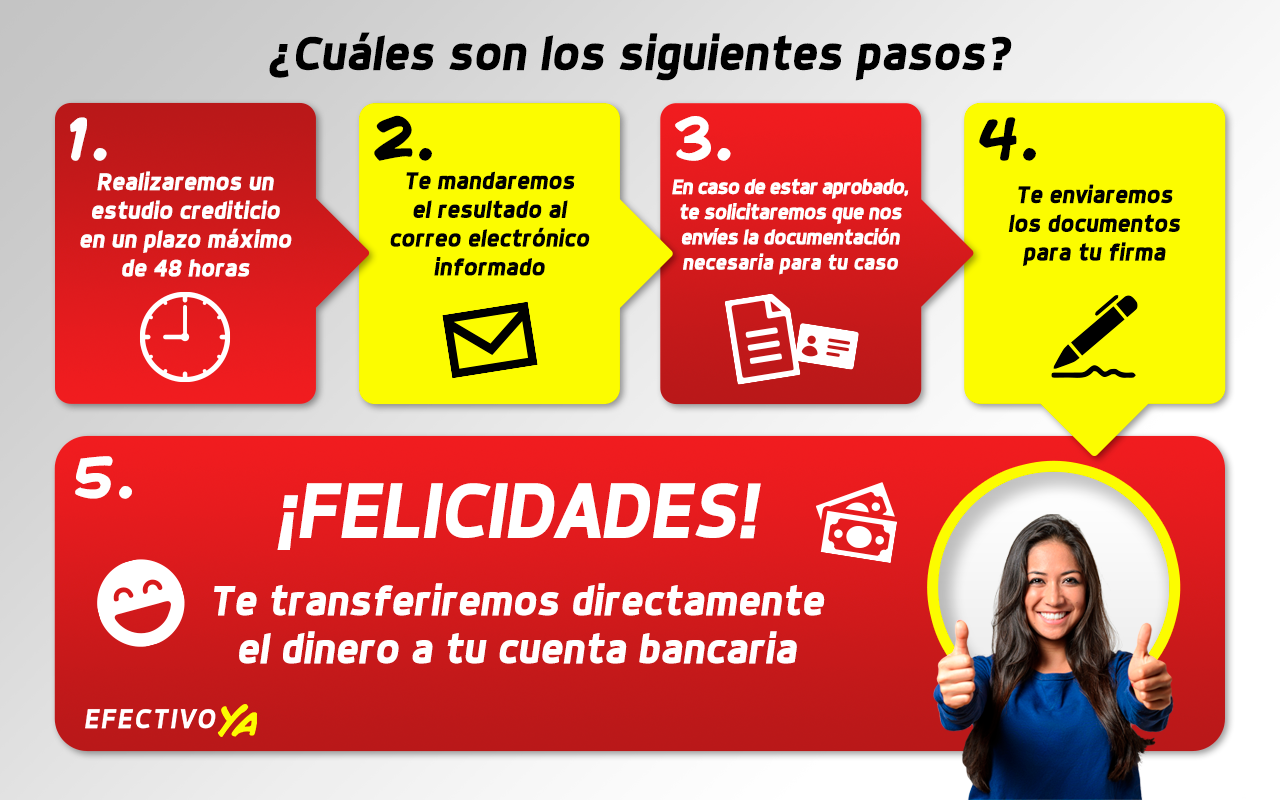 ¿Cuáles son los siguientes pasos?
1.
Realizaremos un
estudio crediticio
en un plazo máximo
de 48 horas
2.
Te mandaremos
el resultado al
correo electrónico
informado
3.
En caso de estar aprobado,
te solicitaremos que nos
envíes la documentación
necesaria para tu caso
4.
Te enviaremos
los documentos
para tu firma
5.
¡FELICIDADES!
Te transferiremos directamente
el dinero a tu cuenta bancaria
EFECTIVO YA